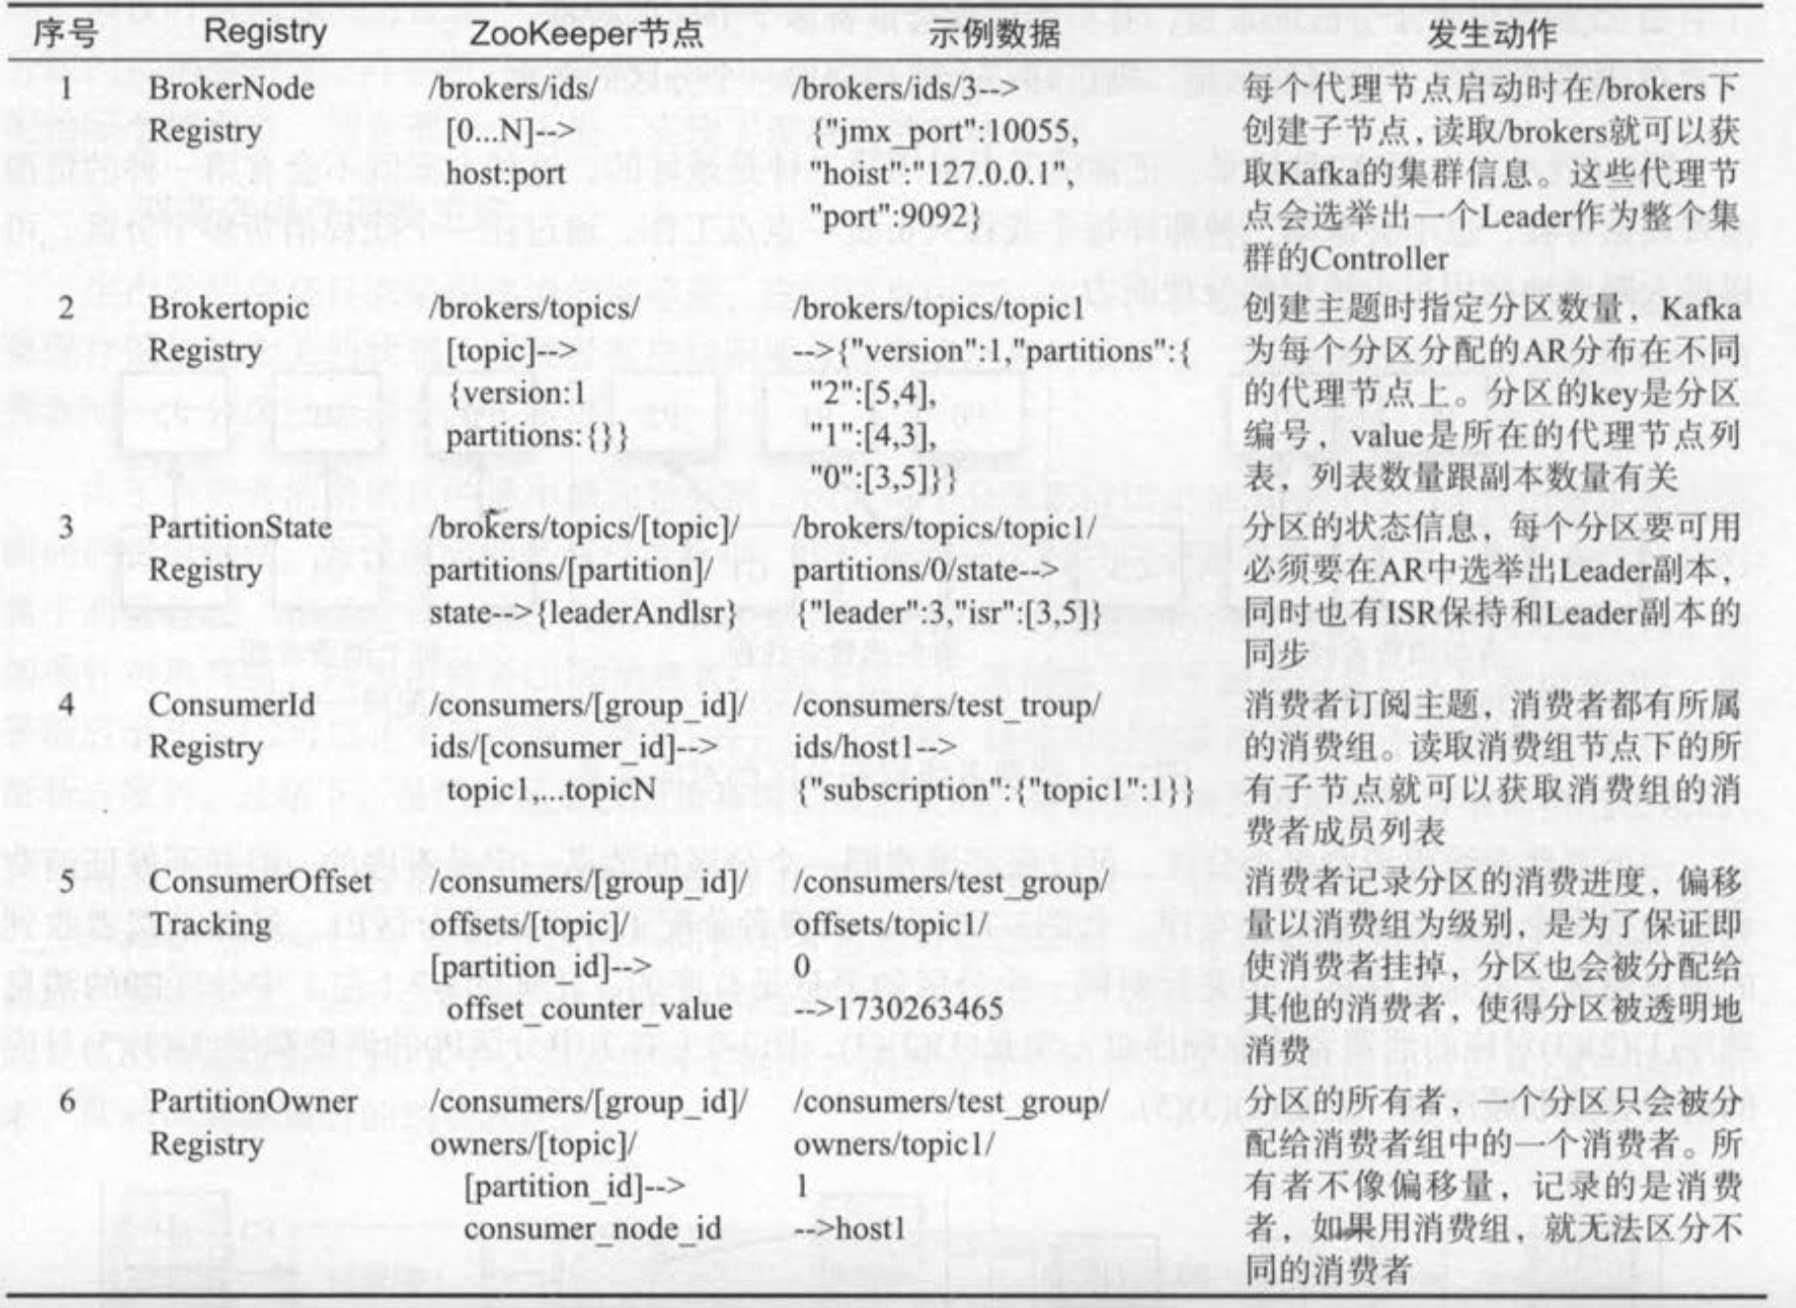 序号 Registry ZooKeeper节点 示例数据 发生动作
1 BrokerNode /brokers/ids/ /brokers/ids/3--> 每个代理节点启动时在/brokers下
Registry [0...N]--> {"jmx_port":10055, 创建子节点,读取/brokers就可以获
host:port "hoist":"127.0.0.1", 取Kafka的集群信息。这些代理节
"port":9092} 点会选举出一个Leader作为整个集
群的Controller
2 Brokertopic /brokers/topics/ /brokers/topics/topic1 创建主题时指定分区数量，Kafka
Registry [topic]--> -->{"version":1,"partitions":{ 为每个分区分配的AR分布在不同
{version:1 "2":[5,4], 的代理节点上。分区的key是分区
partitions:{}} "1":[4,3], 编号，value是所在的代理节点列
"0":[3,5]}} 表，列表数量跟副本数量有关
3 PartitionState /brokers/topics/[topic]/ /brokers/topics/topic1/ 分区的状态信息，每个分区要可用
Registry partitions/[partition]/ partitions/0/state--> 必须要在AR中选举出Leader副本，
state-->{leaderAndlsr} {"leader":3,"isr":[3,5]} 同时也有ISR保持和Leader副本的
同步
4 ConsumerId /consumers/[group_id]/ /consumers/test_troup/ 消费者订阅主题，消费者都有所属
Registry ids/[consumer_id]--> ids/host1--> 的消费组。读取消费组节点下的所
topic1,...topicN {"subscription":{"topic1":1}} 有子节点就可以获取消费组的消
费者成员列表
5 ConsumerOffset /consumers/[group_id]/ /consumers/test_group/ 消费者记录分区的消费进度，偏移
Tracking offsets/[topic]/ offsets/topic1/ 量以消费组为级别，是为了保证即
[partition_id]--> 0 使消费者挂掉，分区也会被分配给
offset_counter_value -->1730263465 其他的消费者，使得分区被透明地
消费
6 PartitionOwner /consumers/[group_id]/ /consumers/test_group/ 分区的所有者，一个分区只会被分
Registry owners/[topic]/ owners/topic1/ 配给消费者组中的一个消费者。所
[partition_id]--> 1 有者不像偏移量，记录的是消费
consumer_node_id -->host1 者，如果用消费组，就无法区分不
同的消费者